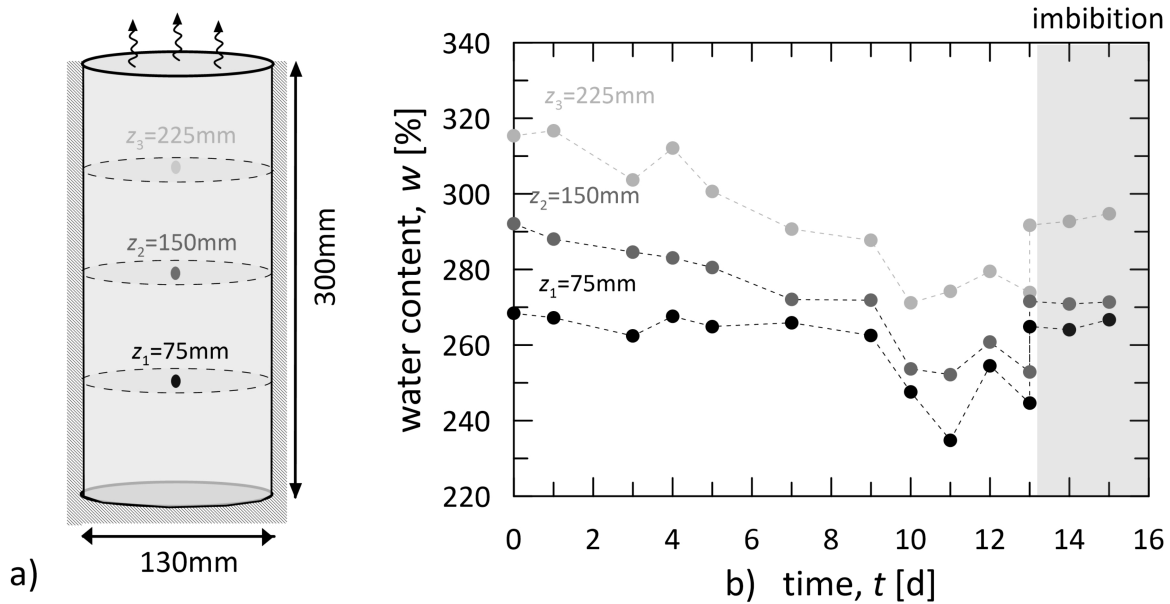 a)
z3=225mm
z2=150mm
z1=75mm
300mm
130mm
imbibition
340
320
300
280
260
240
220
water content, w [%]
z3=225mm
z2=150mm
z1=75mm
0 2 4 6 8 10 12 14 16
b) time, t [d]